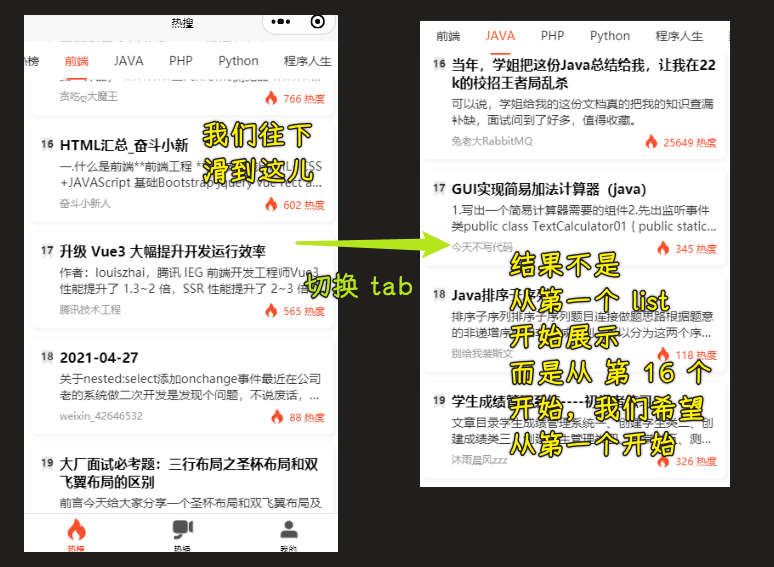 热搜
热榜 前端 JAVA PHP Python 程序人生
贪吃ღ大魔王 766 热度
16 HTML汇总_奋斗小新
一.什么是前端**前端工程
+JAVAScript 基础Bootstrap jquery vue rect a...
奋斗小新人 602 热度
17 升级 Vue3 大幅提升开发运行效率
作者：louiszhai，腾讯 IEG 前端开发工程师Vue3
性能提升了 1.3~2 倍，SSR 性能提升了 2~3 倍
腾讯技术工程 565 热度
18 2021-04-27
关于nested:select添加onchange事件最近在公司
老的系统做二次开发是发现个问题，不说废话，...
weixin_42646532 88 热度
19 大厂面试必考题：三行布局之圣杯布局和双
飞翼布局的区别
前言今天给大家分享一个圣杯布局和双飞翼布局及
热榜 热搜 我的
我们往下
滑到这儿
切换 tab
前端 JAVA PHP Python 程序人生
16 当年，学姐把这份Java总结给我，让我在22
k的校招王者局乱杀
可以说，学姐给我的这份文档真的把我的知识查漏
补缺，面试问到了好多，值得收藏。
兔老大RabbitMQ 25649 热度
17 GUI实现简易加法计算器（java）
1.写出一个简易计算器需要的组件2.先出监听事件
类public class TextCalculator01 { public static...
今天不写代码 345 热度
18 Java排序子序列
排序子序列排序子序列题目连接做题思路根据题意
的非递增序
以分为这两个序...
别给我装斯文 118 热度
19 学生成绩管
文章目录学生成绩管理系统一、创建学生类二、创
建成绩类三
沐雨晨风zzz 326 热度
结果不是
从第一个 list
开始展示
而是从 第 16 个
开始，我们希望
从第一个开始